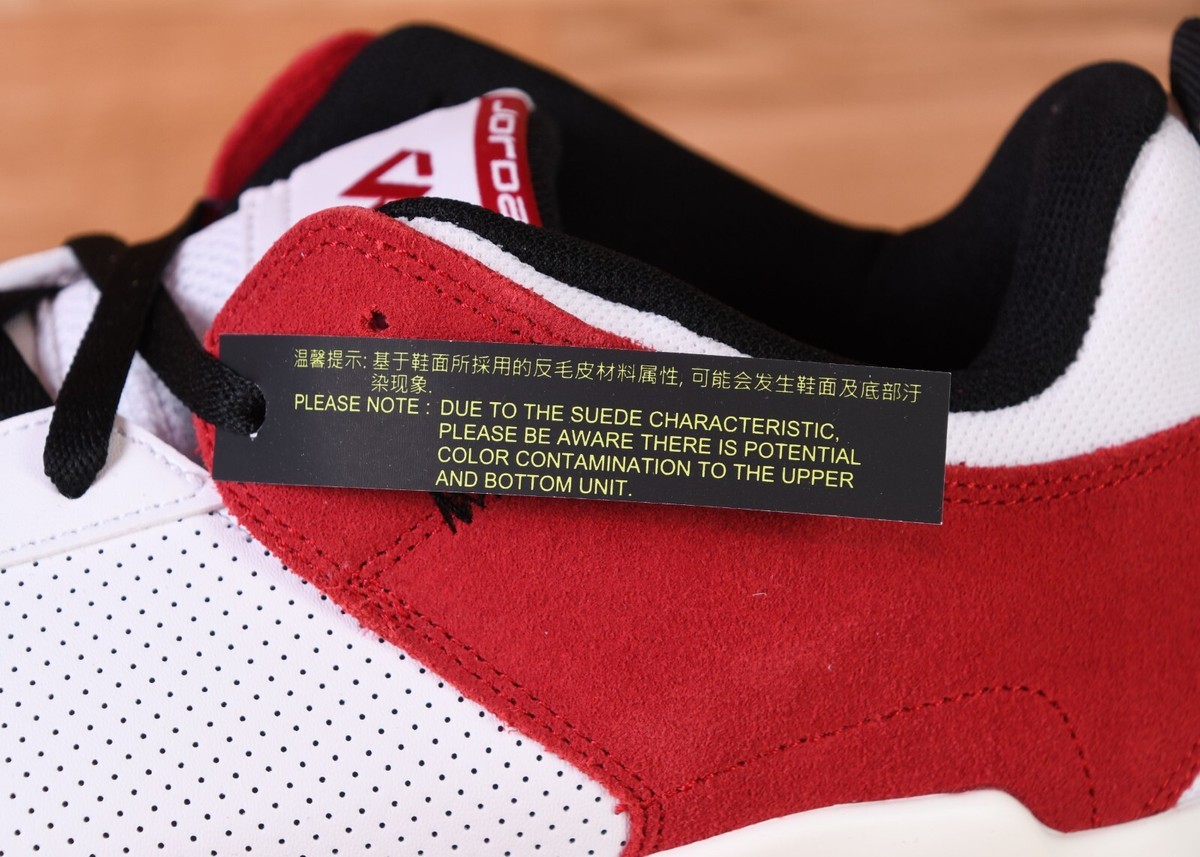 Jorda
温馨提示: 基于鞋面所採用的反毛皮材料属性, 可能会发生鞋面及底部汙
染现象.
PLEASE NOTE : DUE TO THE SUEDE CHARACTERISTIC,
PLEASE BE AWARE THERE IS POTENTIAL
COLOR CONTAMINATION TO THE UPPER
AND BOTTOM UNIT.